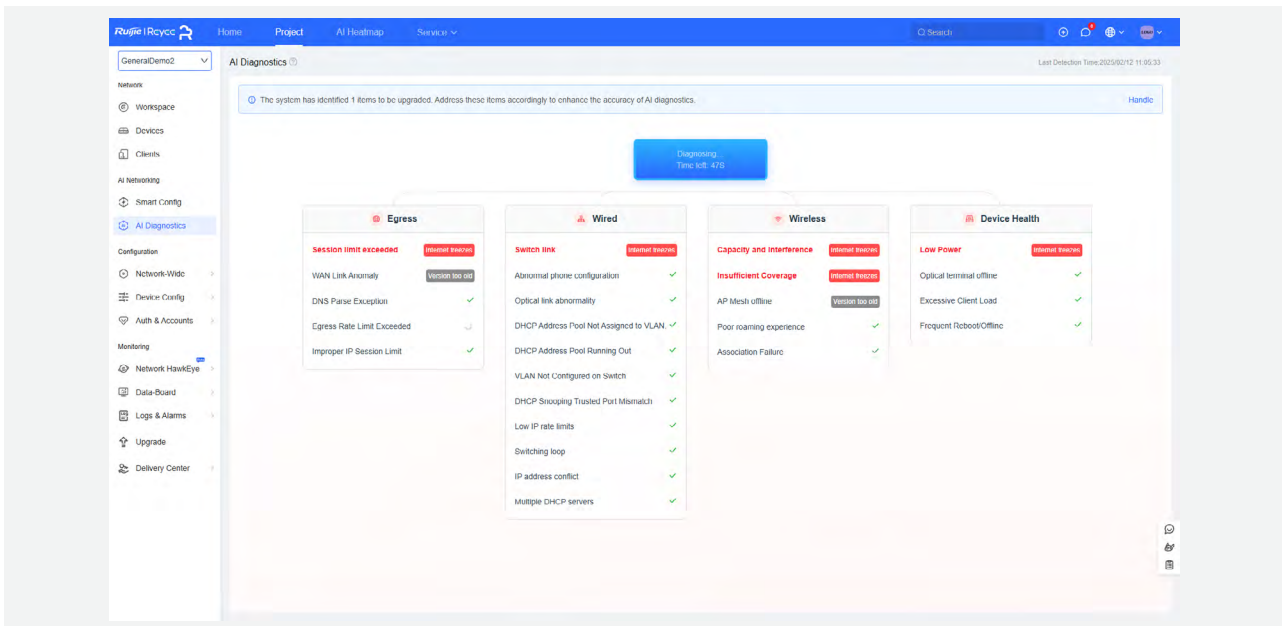 Ruijie | Reyee
Home
Project
AI Heatmap
Service
Search
GeneralDemo2
AI Diagnostics
Last Detection Time:2025/02/12 11:05:33
Network
Workspace
Devices
Clients
AI Networking
Smart Config
AI Diagnostics
Configuration
Network-Wide
Device Config
Auth & Accounts
Monitoring
Network HawkEye
Data-Board
Logs & Alarms
Upgrade
Delivery Center
The system has identified 1 items to be upgraded. Address these items accordingly to enhance the accuracy of AI diagnostics.
Handle
Diagnosing...
Time left: 47S
Egress
Session limit exceeded
Internet freezes
WAN Link Anomaly
Version too old
DNS Parse Exception
Egress Rate Limit Exceeded
Improper IP Session Limit
Wired
Switch link
Internet freezes
Abnormal phone configuration
Optical link abnormality
DHCP Address Pool Not Assigned to VLAN.
DHCP Address Pool Running Out
VLAN Not Configured on Switch
DHCP Snooping Trusted Port Mismatch
Low IP rate limits
Switching loop
IP address conflict
Multiple DHCP servers
Wireless
Capacity and Interference
Internet freezes
Insufficient Coverage
Internet freezes
AP Mesh offline
Version too old
Poor roaming experience
Association Failure
Device Health
Low Power
Internet freezes
Optical terminal offline
Excessive Client Load
Frequent Reboot/Offline